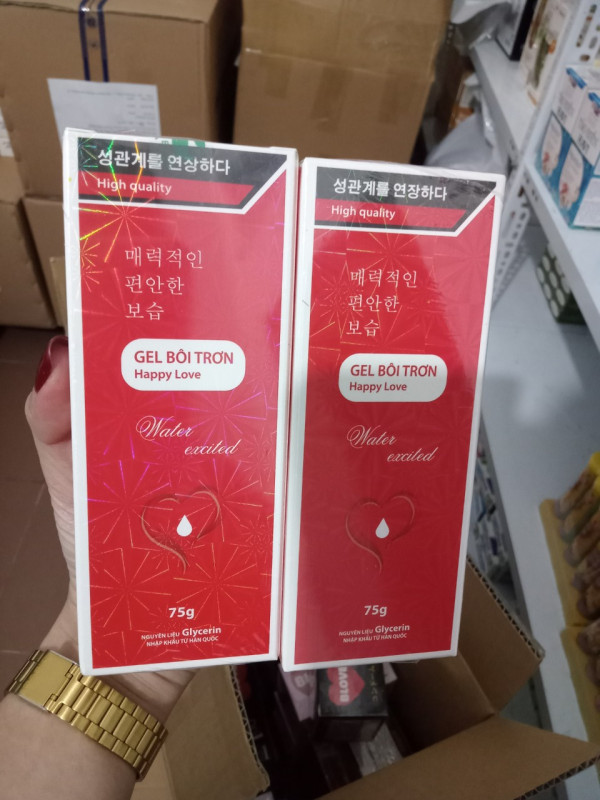 성관계를 연상하다
High quality
매력적인
편안한
보습
GEL BÔI TRƠN
Happy Love
Water
excited
75g
NGUYÊN LIỆU Glycerin
NHẬP KHẨU TỪ HÀN QUỐC
성관계를 연장하다
High quality
매력적인
편안한
보습
GEL BÔI TRƠN
Happy Love
Water
excited
75g
NGUYÊN LIỆU Glycerin
NHẬP KHẨU TỪ HÀN QUỐC
BLOVE